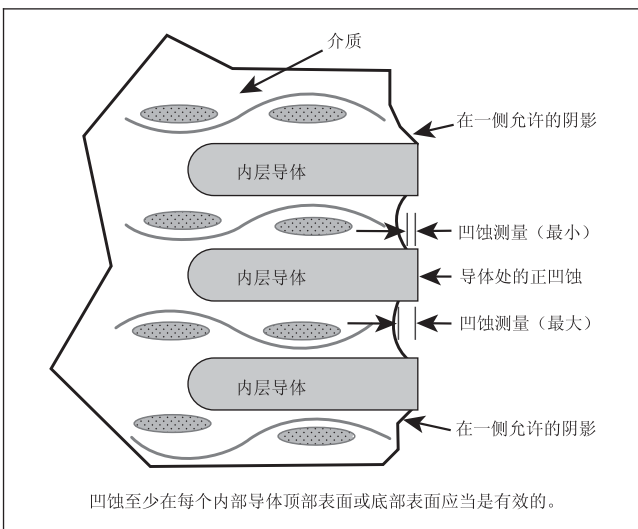 介质
在一侧允许的阴影
内层导体
凹蚀测量（最小）
内层导体
导体处的正凹蚀
凹蚀测量（最大）
内层导体
在一侧允许的阴影
凹蚀至少在每个内部导体顶部表面或底部表面应当是有效的。